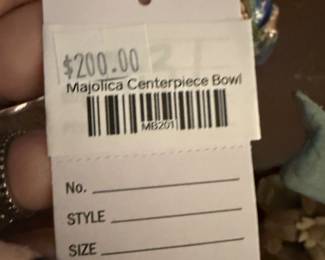 $200.00
Majolica Centerpiece Bowl
MB201
No.
STYLE
SIZE